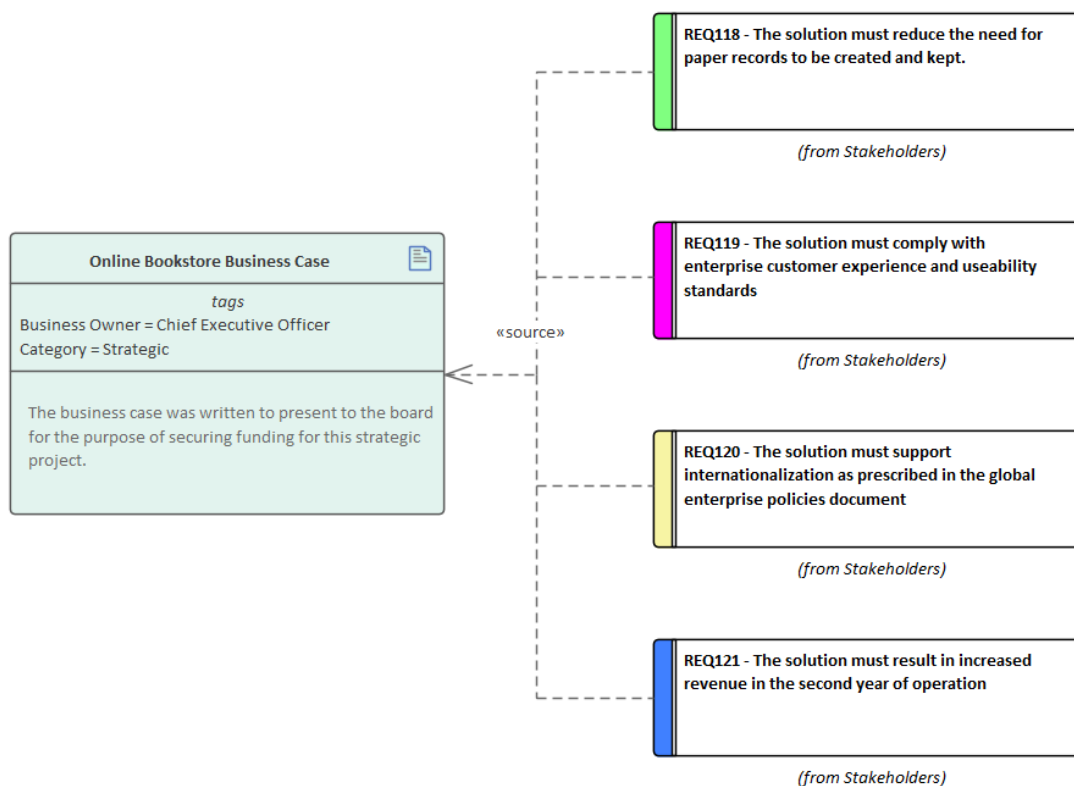 REQ118 - The solution must reduce the need for
paper records to be created and kept.
(from Stakeholders)
REQ119 - The solution must comply with
enterprise customer experience and useability
standards
(from Stakeholders)
Online Bookstore Business Case
tags
Business Owner = Chief Executive Officer
Category = Strategic
The business case was written to present to the board
for the purpose of securing funding for this strategic
project.
«source»
REQ120 - The solution must support
internationalization as prescribed in the global
enterprise policies document
(from Stakeholders)
REQ121 - The solution must result in increased
revenue in the second year of operation
(from Stakeholders)